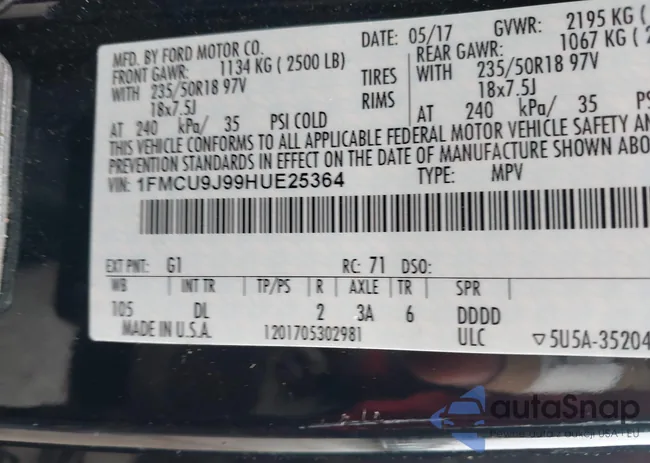 MFD. BY FORD MOTOR CO. DATE: 05/17 GVWR: 2195 KG (
FRONT GAWR: 1134 KG ( 2500 LB) REAR GAWR: 1067 KG (
WITH 235/50R18 97V TIRES WITH 235/50R18 97V
18x7.5J RIMS 18x7.5J
AT 240 kPa/ 35 PSI COLD AT 240 kPa/ 35 PS
THIS VEHICLE CONFORMS TO ALL APPLICABLE FEDERAL MOTOR VEHICLE SAFETY AN
PREVENTION STANDARDS IN EFFECT ON THE DATE OF MANUFACTURE SHOWN ABO
VIN: 1FMCU9J99HUE25364 TYPE: MPV
EXT PNT: G1 RC: 71 DSO:
WB INT TR TP/PS R AXLE TR SPR
105 DL 2 3A 6 DDDD
MADE IN U.S.A. 1201705302981 ULC ▽5U5A-35204
autaSnap